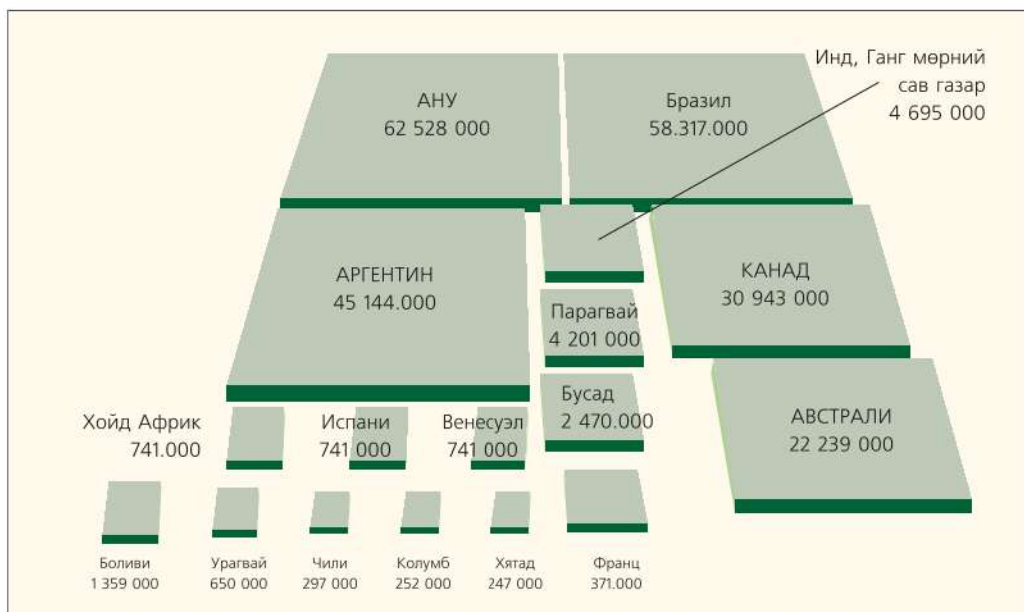 АНУ
62 528 000
Бразил
58.317.000
Инд, Ганг мөрний
сав газар
4 695 000
АРГЕНТИН
45 144.000
КАНАД
30 943 000
Парагвай
4 201 000
Бусад
2 470.000
АВСТРАЛИ
22 239 000
Хойд Африк
741.000
Испани
741 000
Венесуэл
741 000
Боливи
1 359 000
Урагвай
650 000
Чили
297 000
Колумб
252 000
Хятад
247 000
Франц
371.000